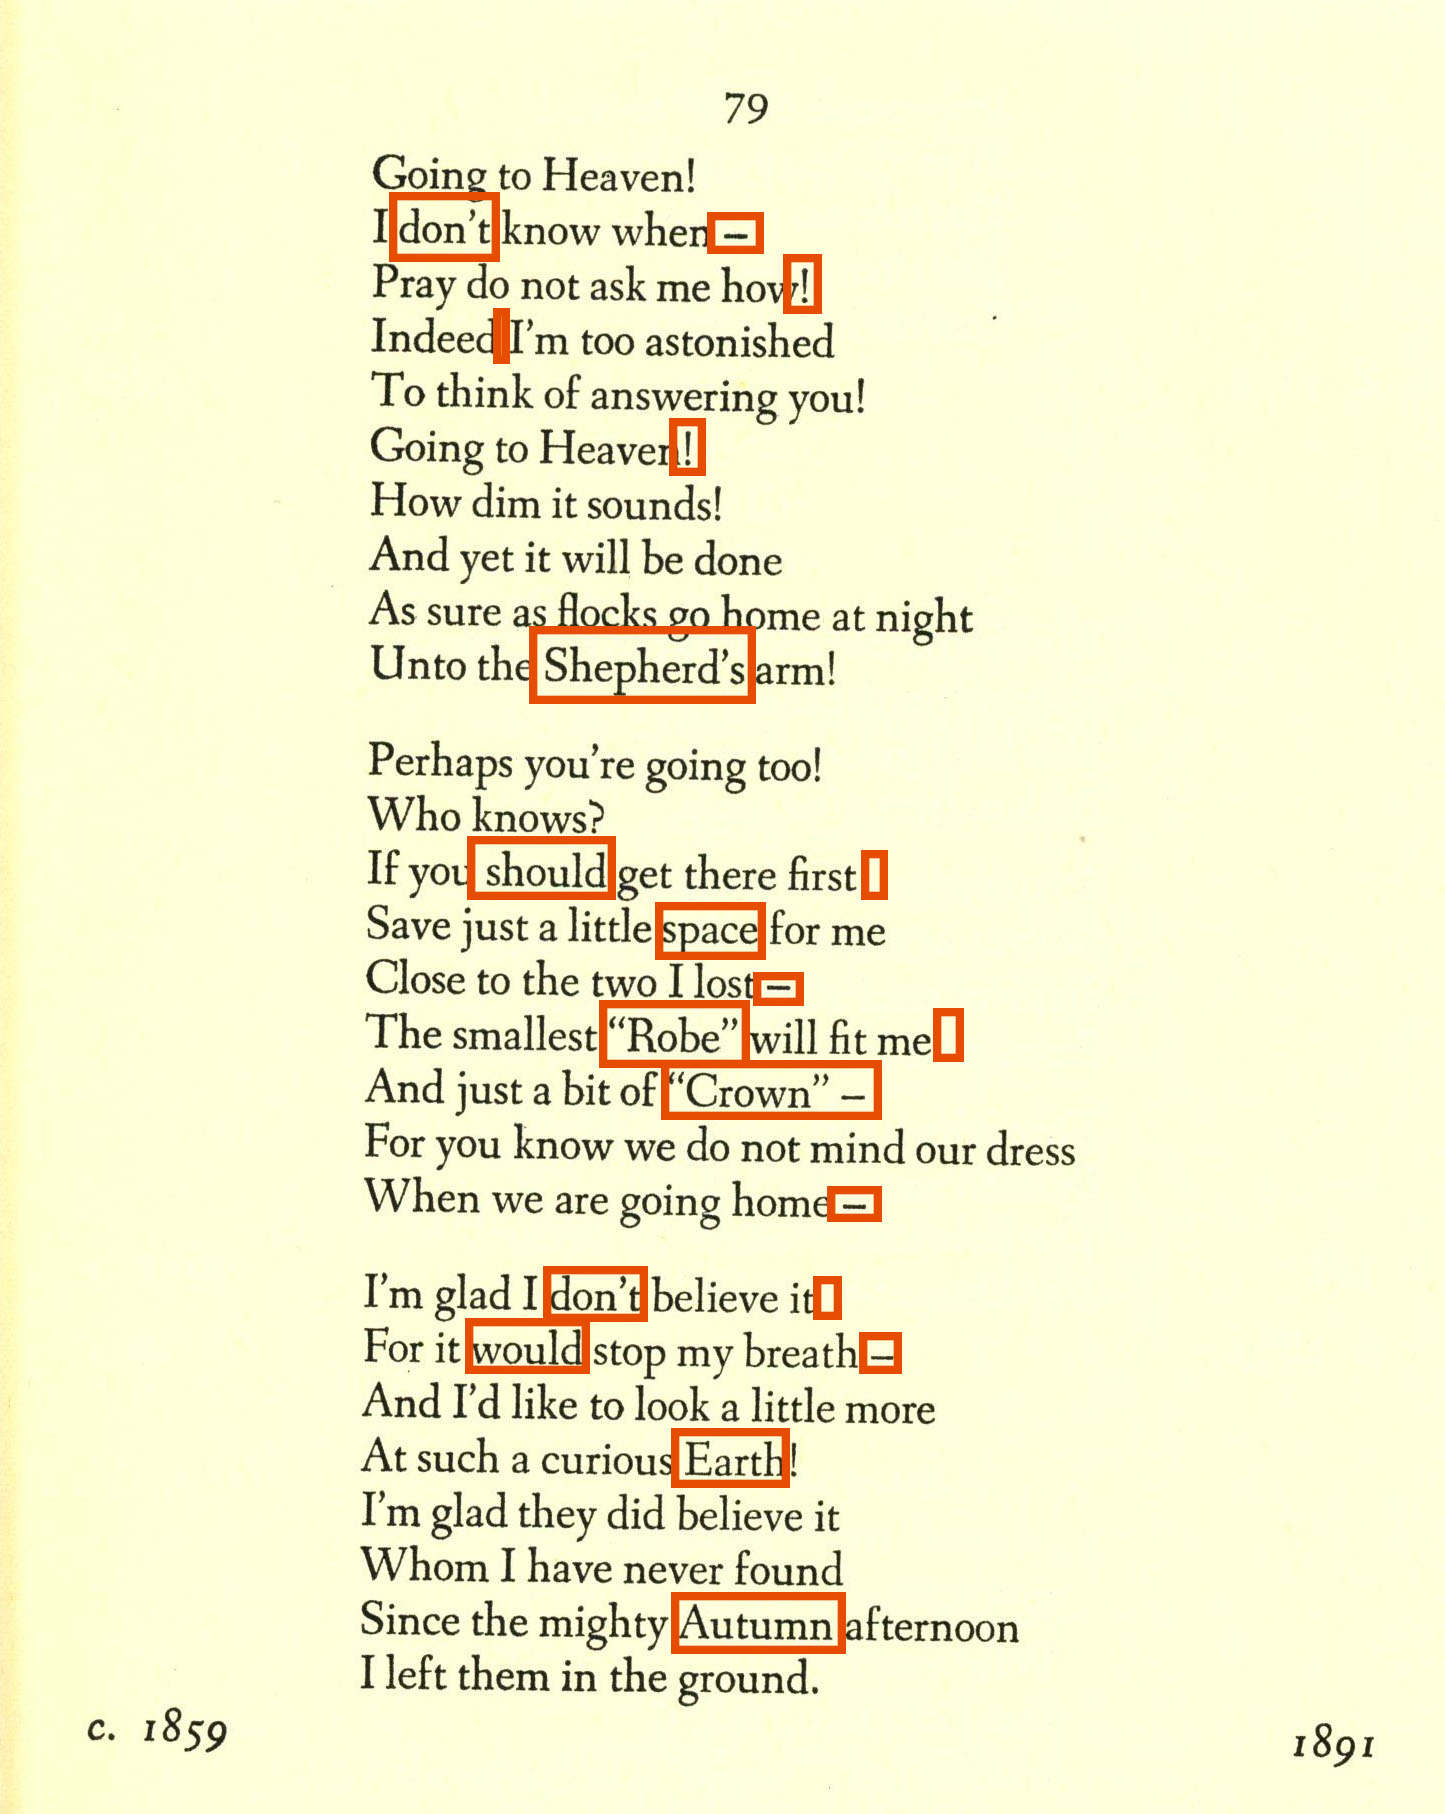 79
Going to Heaven!
I don't know when –
Pray do not ask me how!
Indeed I'm too astonished
To think of answering you!
Going to Heaven!
How dim it sounds!
And yet it will be done
As sure as flocks go home at night
Unto the Shepherd's arm!
Perhaps you're going too!
Who knows?
If you should get there first
Save just a little space for me
Close to the two I lost –
The smallest “Robe” will fit me
And just a bit of “Crown” –
For you know we do not mind our dress
When we are going home –
I'm glad I don't believe it
For it would stop my breath –
And I'd like to look a little more
At such a curious Earth!
I'm glad they did believe it
Whom I have never found
Since the mighty Autumn afternoon
I left them in the ground.
c. 1859
1891